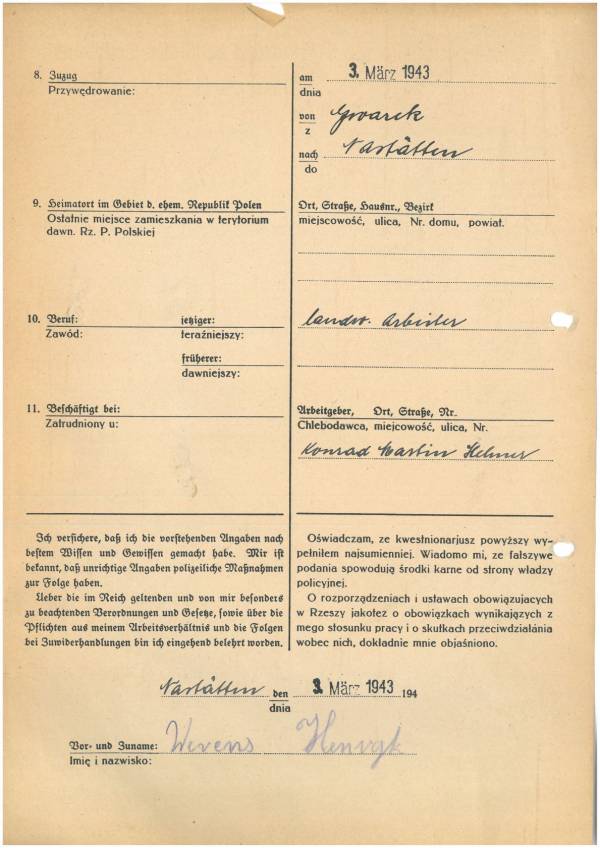 8. Zuzug
Przywędrowanie:
am 3. März 1943
dnia
von Gwarek
z
nach Nastätten
do
9. Heimatort im Gebiet d. ehem. Republik Polen
Ostatnie miejsce zamieszkania w terytorium
dawn. Rz. P. Polskiej
Ort, Straße, Hausnr., Bezirk
miejscowość, ulica, Nr. domu, powiat.
10. Beruf: jetziger:
Zawód: teraźniejszy:
früherer:
dawniejszy:
landw. Arbeiter
11. Beschäftigt bei:
Zatrudniony u:
Arbeitgeber, Ort, Straße, Nr.
Chlebodawca, miejscowość, ulica, Nr.
Konrad Martin Helmer
Ich versichere, daß ich die vorstehenden Angaben nach
bestem Wissen und Gewissen gemacht habe. Mir ist
bekannt, daß unrichtige Angaben polizeiliche Maßnahmen
zur Folge haben.
Ueber die im Reich geltenden und von mir besonders
zu beachtenden Verordnungen und Gesetze, sowie über die
Pflichten aus meinem Arbeitsverhältnis und die Folgen
bei Zuwiderhandlungen bin ich eingehend belehrt worden.
Oświadczam, ze kwestnionarjusz powyższy wy-
pełniłem najsumienniej. Wiadomo mi, ze fałszywe
podania spowodują środki karne od strony władzy
policyjnej.
O rozporządzeniach i ustawach obowiązujacych
w Rzeszy jakoteż o obowiązkach wynikających z
mego stosunku pracy i o skutkach przeciwdziałánia
wobec nich, dokładnie mnie objaśniono.
Nastätten den 3. März 1943 194
dnia
Vor- und Zuname: Werens Henryk
Imię i nazwisko: